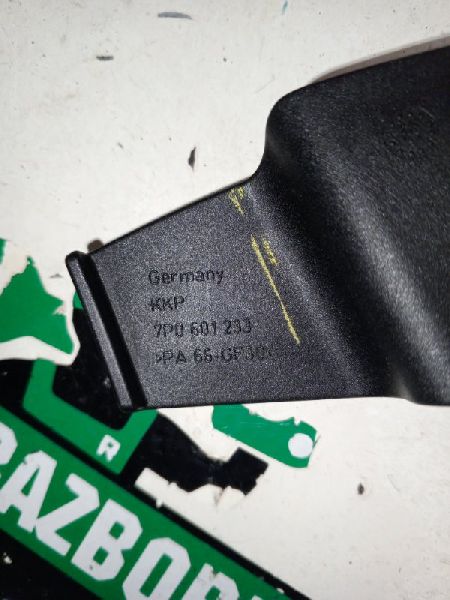 Germany
KKP
7P0 601 233
>PA 66-GF30<
R
RAZBOR